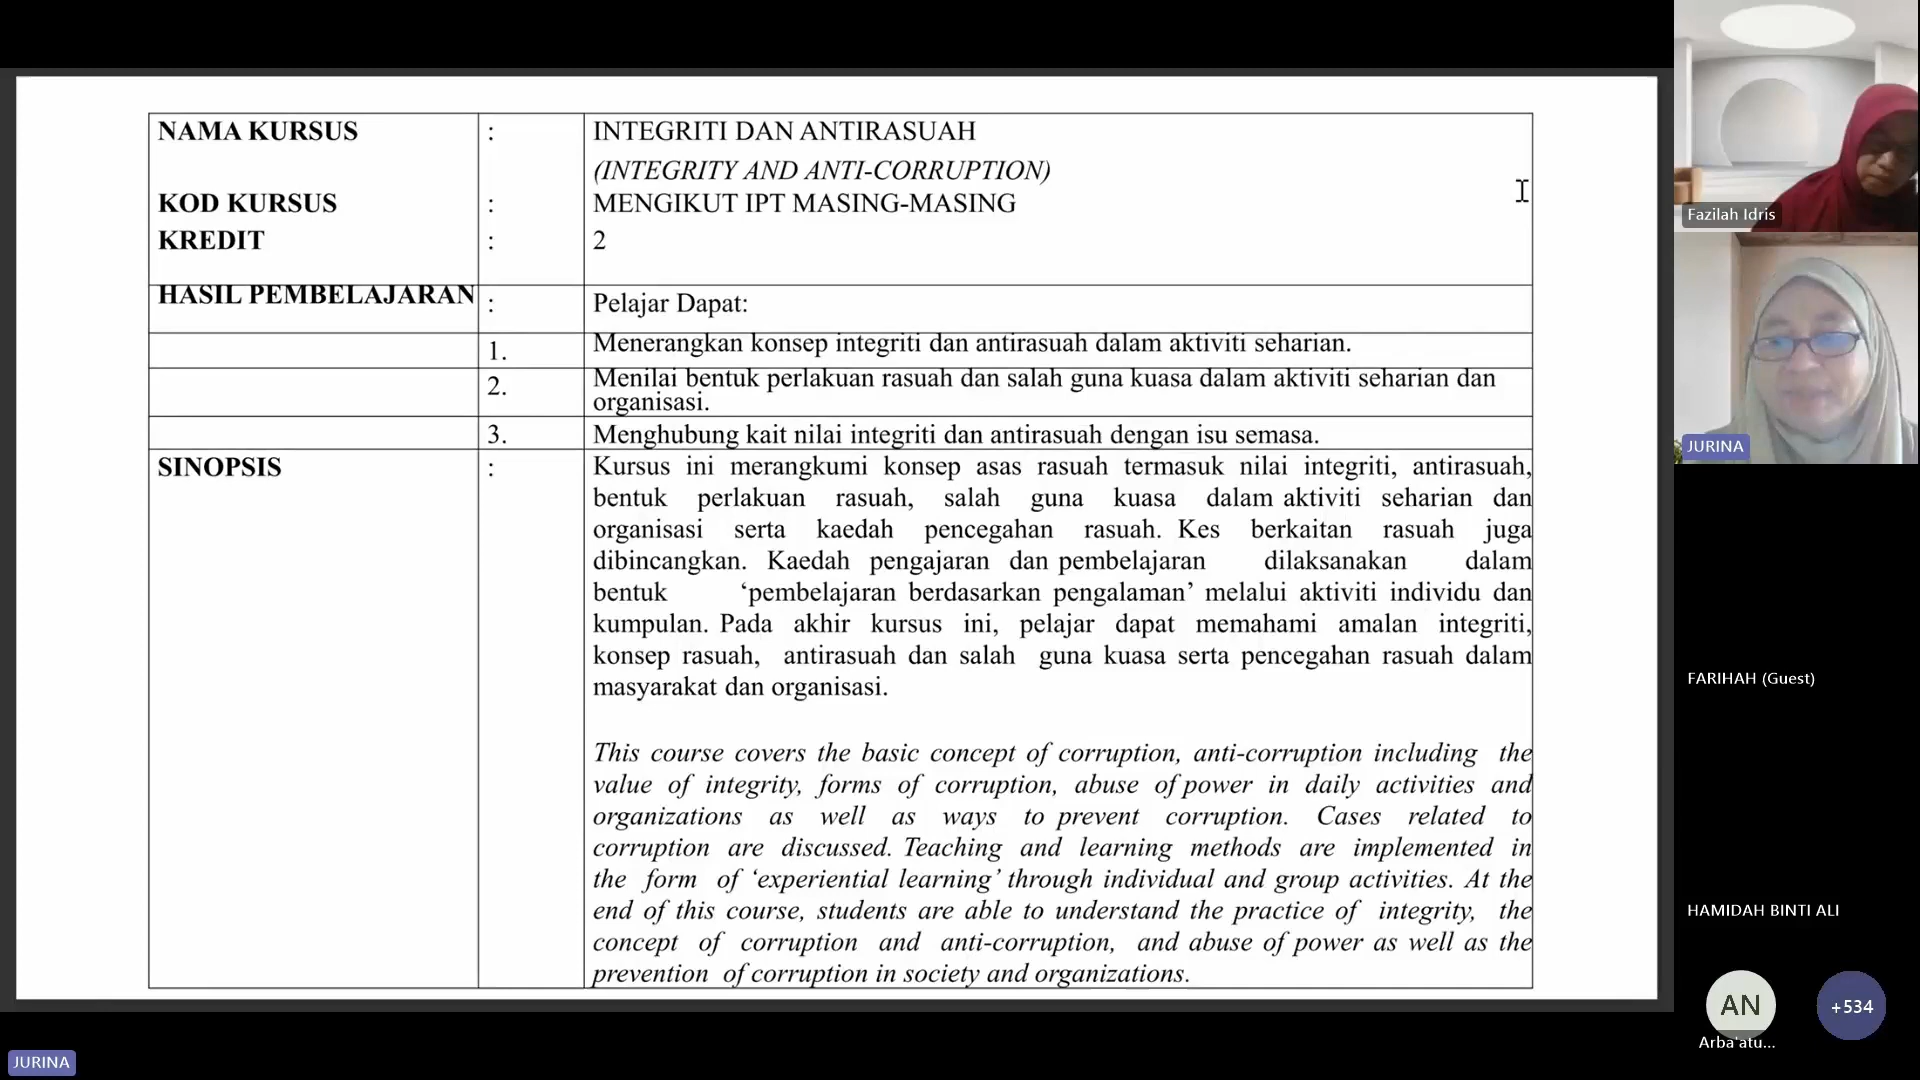 NAMA KURSUS : INTEGRITI DAN ANTIRASUAH
(INTEGRITY AND ANTI-CORRUPTION)
KOD KURSUS : MENGIKUT IPT MASING-MASING
KREDIT : 2
HASIL PEMBELAJARAN : Pelajar Dapat:
1. Menerangkan konsep integriti dan antirasuah dalam aktiviti seharian.
2. Menilai bentuk perlakuan rasuah dan salah guna kuasa dalam aktiviti seharian dan
organisasi.
3. Menghubung kait nilai integriti dan antirasuah dengan isu semasa.
SINOPSIS : Kursus ini merangkumi konsep asas rasuah termasuk nilai integriti, antirasuah,
bentuk perlakuan rasuah, salah guna kuasa dalam aktiviti seharian dan
organisasi serta kaedah pencegahan rasuah. Kes berkaitan rasuah juga
dibincangkan. Kaedah pengajaran dan pembelajaran dilaksanakan dalam
bentuk ‘pembelajaran berdasarkan pengalaman’ melalui aktiviti individu dan
kumpulan. Pada akhir kursus ini, pelajar dapat memahami amalan integriti,
konsep rasuah, antirasuah dan salah guna kuasa serta pencegahan rasuah dalam
masyarakat dan organisasi.
This course covers the basic concept of corruption, anti-corruption including the
value of integrity, forms of corruption, abuse of power in daily activities and
organizations as well as ways to prevent corruption. Cases related to
corruption are discussed. Teaching and learning methods are implemented in
the form of ‘experiential learning’ through individual and group activities. At the
end of this course, students are able to understand the practice of integrity, the
concept of corruption and anti-corruption, and abuse of power as well as the
prevention of corruption in society and organizations.
Fazilah Idris
JURINA
FARIHAH (Guest)
HAMIDAH BINTI ALI
AN
+534
Arba'atu...
JURINA